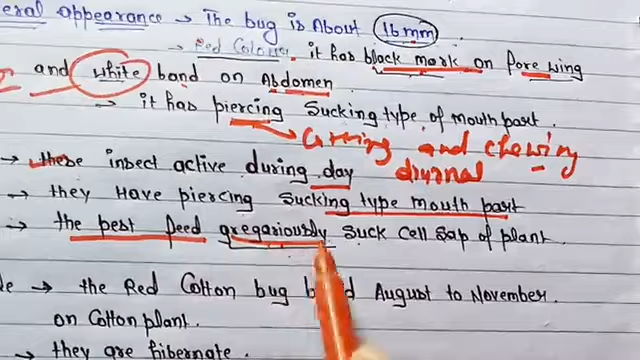 eral appearance → The bug is About 16 mm.
→ Red Colour. it has black mark on fore wing
and white band on Abdomen
→ it has piercing Sucking type of mouth part.
Cutting and chewing
→ these insect active during day diurnal
→ they Have piercing Sucking type mouth part
→ the pest feed gregariously Suck Cell Sap of plant.
→ the Red Cotton bug August to November.
on Cotton plant.
→ they are hibernate.